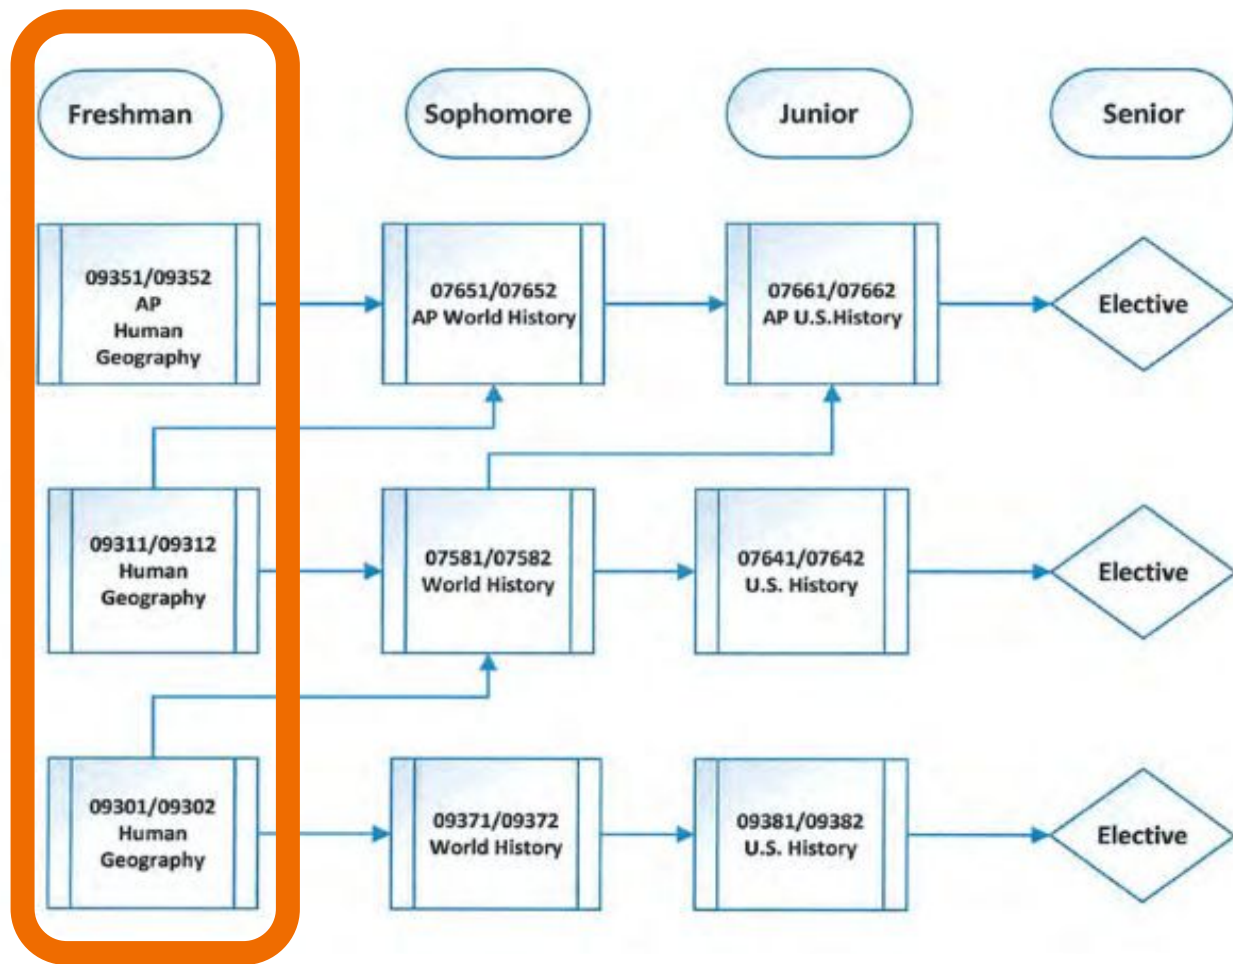 Freshman
Sophomore
Junior
Senior
09351/09352
AP
Human
Geography
07651/07652
AP World History
07661/07662
AP U.S.History
Elective
09311/09312
Human
Geography
07581/07582
World History
07641/07642
U.S. History
Elective
09301/09302
Human
Geography
09371/09372
World History
09381/09382
U.S. History
Elective